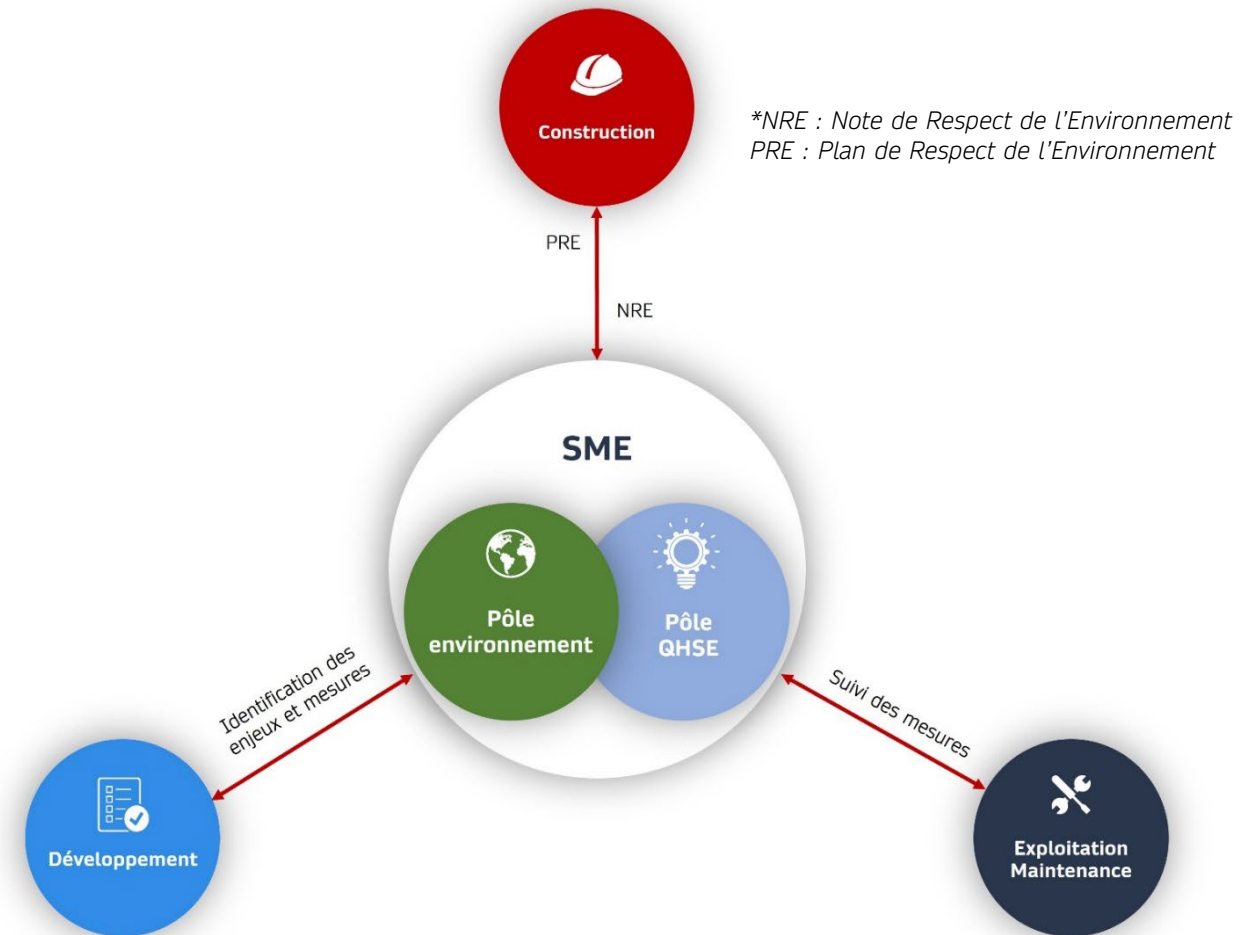 Construction
*NRE : Note de Respect de l'Environnement
PRE : Plan de Respect de l'Environnement
PRE
NRE
SME
Pôle
environnement
Pôle
QHSE
Identification des
enjeux et mesures
Suivi des mesures
Développement
Exploitation
Maintenance